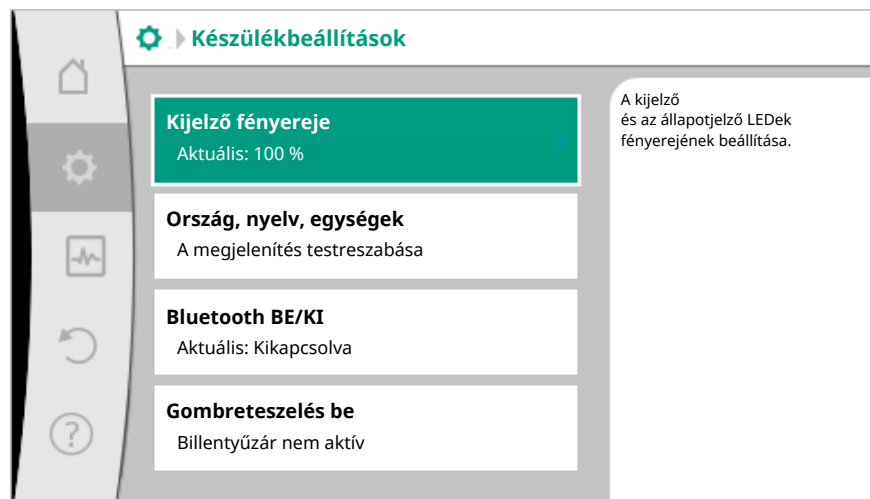 Készülékbeállítások
Kijelző fényereje
Aktuális: 100 %
Ország, nyelv, egységek
A megjelenítés testreszabása
Bluetooth BE/KI
Aktuális: Kikapcsolva
Gombreteszelés be
Billentyűzár nem aktív
A kijelző
és az állapotjelző LEDek
fényerejének beállítása.